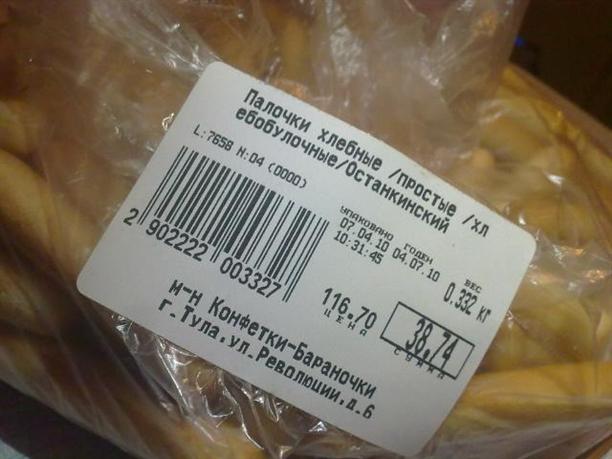 Палочки хлебные /простые /хл
ебобулочные/Останкинский
L:7658 N:04 (0000)
упаковано годен
07.04.10 04.07.10
10:31:45
вес
0.332 кг
2 902222 003327
116.70
цена
38.74
сумма
м-н Конфетки-Бараночки
г.Тула,ул.Революции,д.6